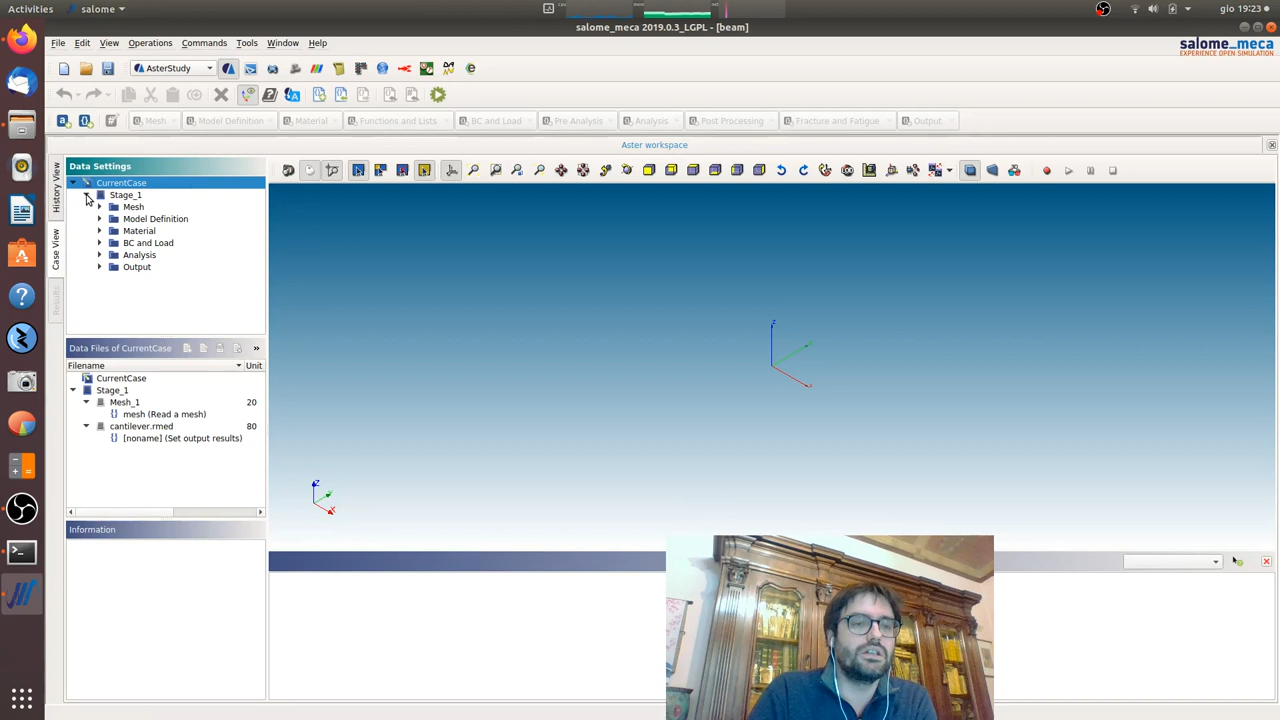 Activities
salome
gio 19:23
salome_meca 2019.0.3_LGPL - [beam]
File Edit View Operations Commands Tools Window Help
salome_meca
EXPERIENCE OPEN SIMULATION
AsterStudy
Mesh Model Definition Material Functions and Lists BC and Load Pre Analysis Analysis Post Processing Fracture and Fatigue Output
Aster workspace
History View
Case View
Results
Data Settings
CurrentCase
Stage_1
Mesh
Model Definition
Material
BC and Load
Analysis
Output
Data Files of CurrentCase »
Filename Unit
CurrentCase
Stage_1
Mesh_1 20
mesh (Read a mesh)
cantilever.rmed 80
[noname] (Set output results)
Information
Z
Z
X